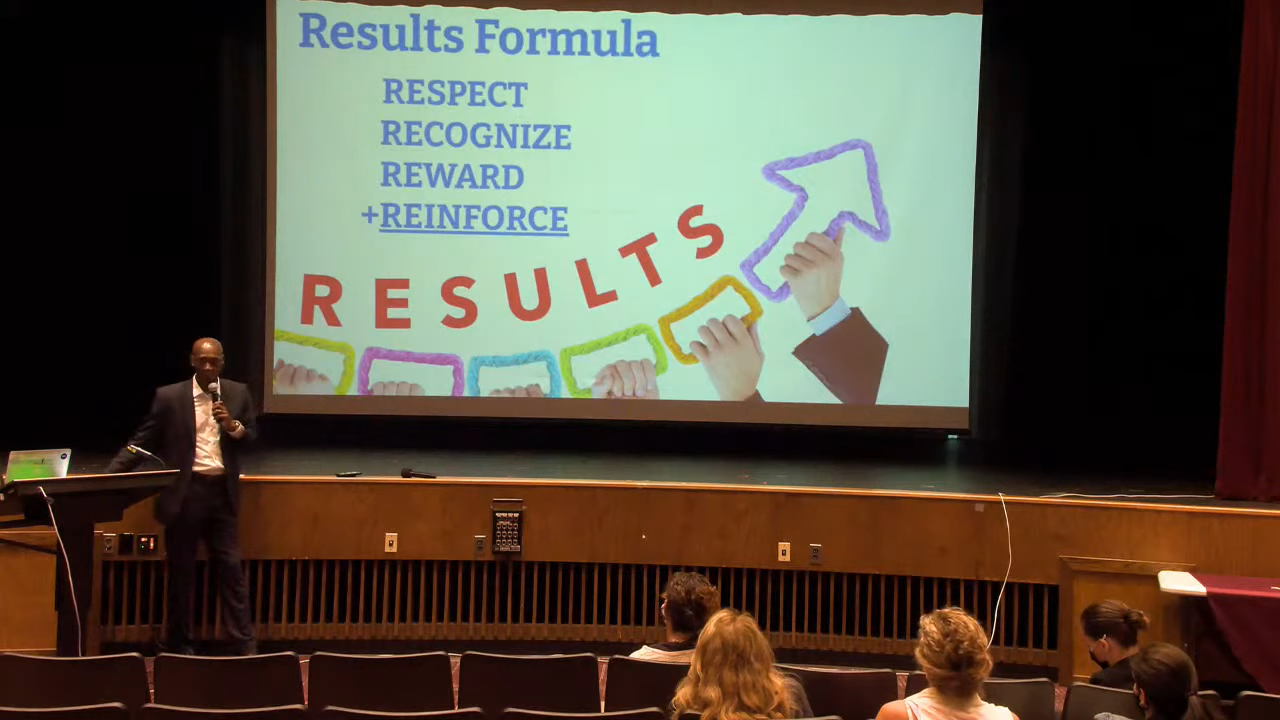 Results Formula
RESPECT
RECOGNIZE
REWARD
+REINFORCE
RESULTS